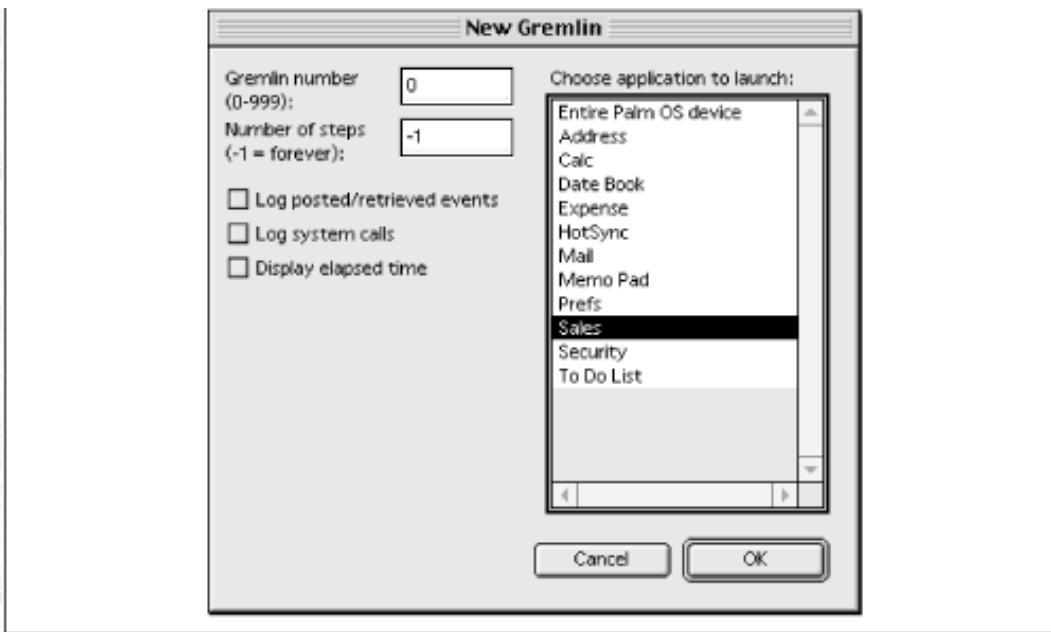 New Gremlin
Gremlin number
(0-999):
0
Number of steps
(-1 = forever):
-1
Log posted/retrieved events
Log system calls
Display elapsed time
Choose application to launch:
Entire Palm OS device
Address
Calc
Date Book
Expense
HotSync
Mail
Memo Pad
Prefs
Sales
Security
To Do List
Cancel
OK